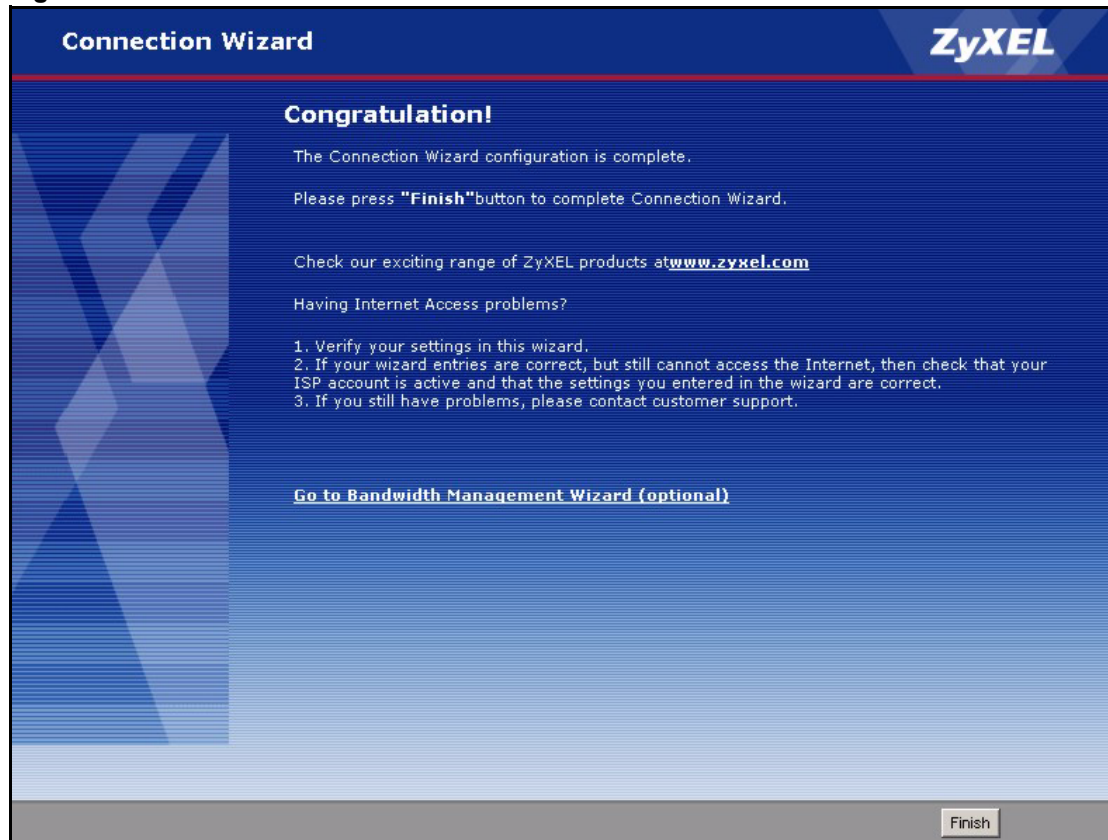 Connection Wizard
ZyXEL
Congratulation!
The Connection Wizard configuration is complete.
Please press "Finish"button to complete Connection Wizard.
Check our exciting range of ZyXEL products atwww.zyxel.com
Having Internet Access problems?
1. Verify your settings in this wizard.
2. If your wizard entries are correct, but still cannot access the Internet, then check that your
ISP account is active and that the settings you entered in the wizard are correct.
3. If you still have problems, please contact customer support.
Go to Bandwidth Management Wizard (optional)
Finish